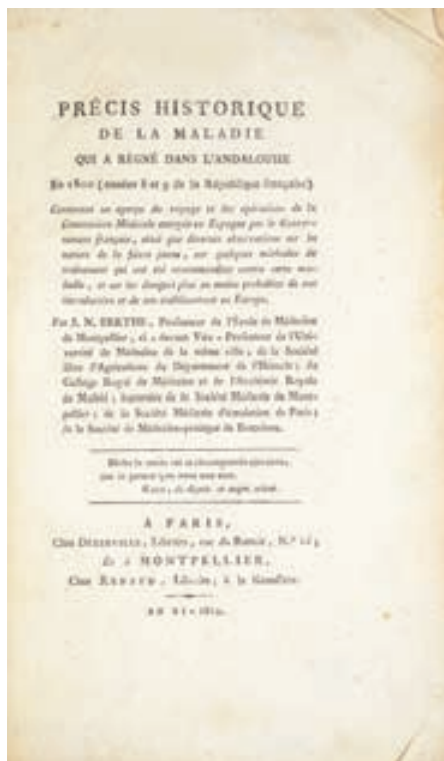 PRÉCIS HISTORIQUE
DE LA MALADIE
QUI A RÉGNÉ DANS L'ANDALOUSIE
En 1800 (années 8 et 9 de la République française)
Contenant un aperçu du voyage et des opérations de la
Commission Médicale envoyée en Espagne par le Gouver-
nement français, ainsi que diverses observations sur la
nature de la fièvre jaune, sur quelques méthodes de
traitement qui ont été recommandées contre cette mala-
die, et sur les dangers plus ou moins probables de son
introduction et de son établissement en Europe.
Par J. N. BERTHE, Professeur de l'École de Médecine
de Montpellier, ci-devant Vice-Professeur de l'Uni-
versité de Médecine de la même ville; de la Société
libre d'Agriculture du Département de l'Hérault; du
Collège Royal de Médecine et de l'Académie Royale
de Madrid; honoraire de la Société Médicale de Mont-
pellier; de la Société Médicale d'émulation de Paris;
de la Société de Médecine-pratique de Barcelone.
À PARIS,
Chez DETERVILLE, Libraire, rue du Battoir, N.º 16;
Et à MONTPELLIER,
Chez RENAUD, Libraire, à la
AN XI - 1802.